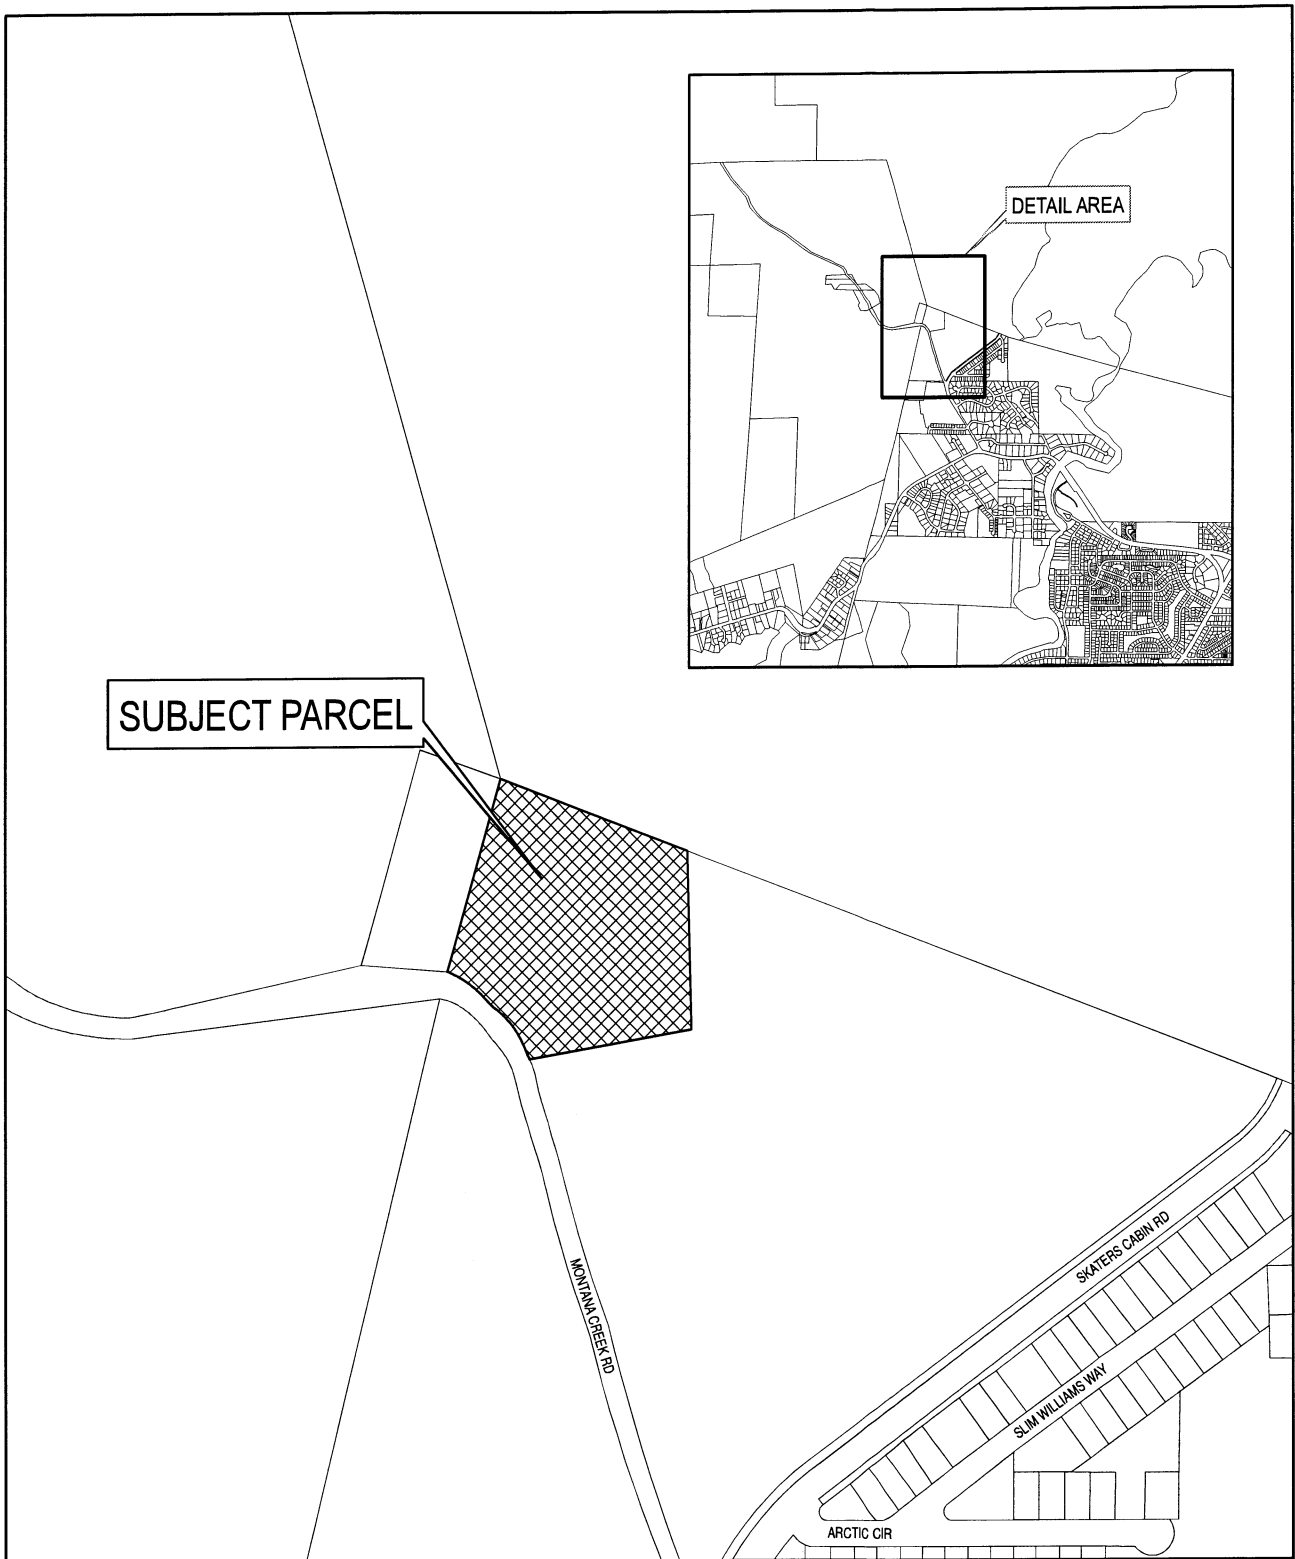 DETAIL AREA
SUBJECT PARCEL
MONTANA CREEK RD
SKATERS CABIN RD
SLIM WILLIAMS WAY
ARCTIC CIR